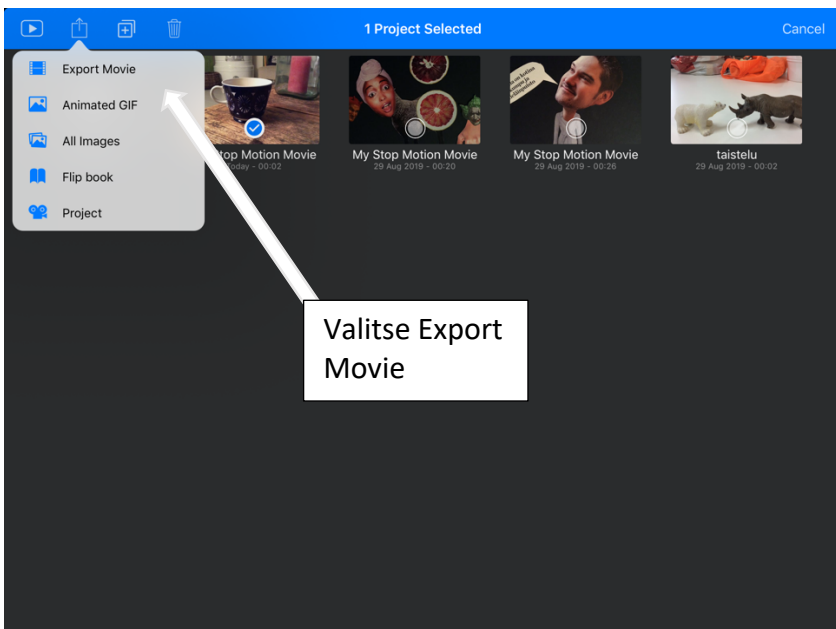 1 Project Selected
Cancel
Export Movie
Animated GIF
All Images
Flip book
Project
top Motion Movie
Today - 00:02
My Stop Motion Movie
29 Aug 2019 - 00:20
My Stop Motion Movie
29 Aug 2019 - 00:26
taistelu
29 Aug 2019 - 00:02
Valitse Export
Movie